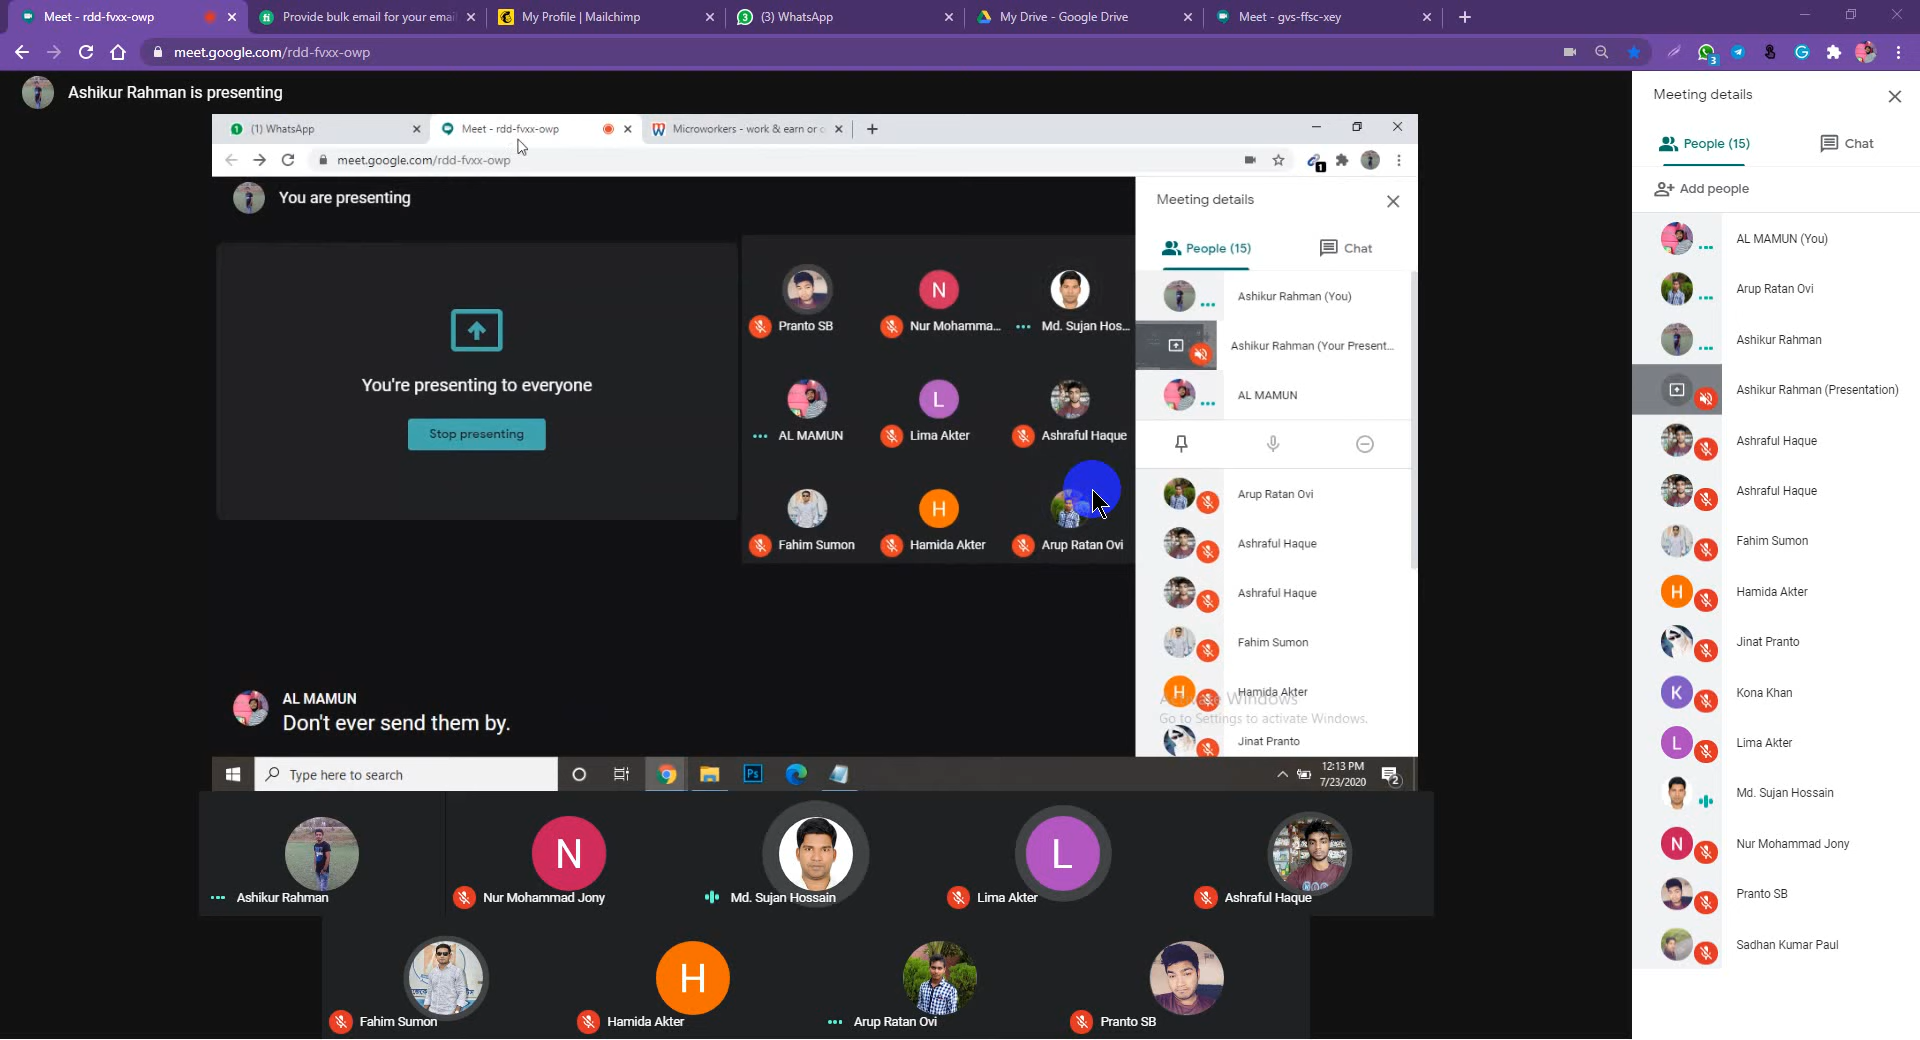 Meet - rdd-fvxx-owp
Provide bulk email for your emai
My Profile | Mailchimp
(3) WhatsApp
My Drive - Google Drive
Meet - gvs-ffsc-xey
meet.google.com/rdd-fvxx-owp
3
Ashikur Rahman is presenting
(1) WhatsApp
Meet - rdd-fvxx-owp
Microworkers - work & earn or c
meet.google.com/rdd-fvxx-owp
1
You are presenting
You're presenting to everyone
Stop presenting
Pranto SB
N
Nur Mohamma...
Md. Sujan Hos...
AL MAMUN
L
Lima Akter
Ashraful Haque
Fahim Sumon
H
Hamida Akter
Arup Ratan Ovi
Meeting details
People (15)
Chat
Ashikur Rahman (You)
Ashikur Rahman (Your Present...
AL MAMUN
Arup Ratan Ovi
Ashraful Haque
Ashraful Haque
Fahim Sumon
H
Hamida Akter
Activate Windows
Go to Settings to activate Windows.
Jinat Pranto
AL MAMUN
Don't ever send them by.
Type here to search
Ps
12:13 PM
7/23/2020
2
Ashikur Rahman
N
Nur Mohammad Jony
Md. Sujan Hossain
L
Lima Akter
Ashraful Haque
Fahim Sumon
H
Hamida Akter
Arup Ratan Ovi
Pranto SB
Meeting details
People (15)
Chat
Add people
AL MAMUN (You)
Arup Ratan Ovi
Ashikur Rahman
Ashikur Rahman (Presentation)
Ashraful Haque
Ashraful Haque
Fahim Sumon
H
Hamida Akter
Jinat Pranto
K
Kona Khan
L
Lima Akter
Md. Sujan Hossain
N
Nur Mohammad Jony
Pranto SB
Sadhan Kumar Paul